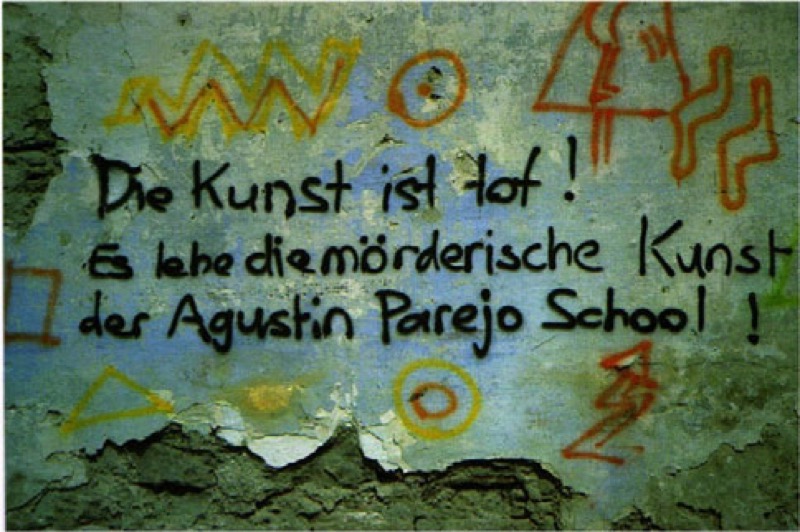 Die Kunst ist tot!
Es lebe die mörderische Kunst
der Agustin Parejo School!